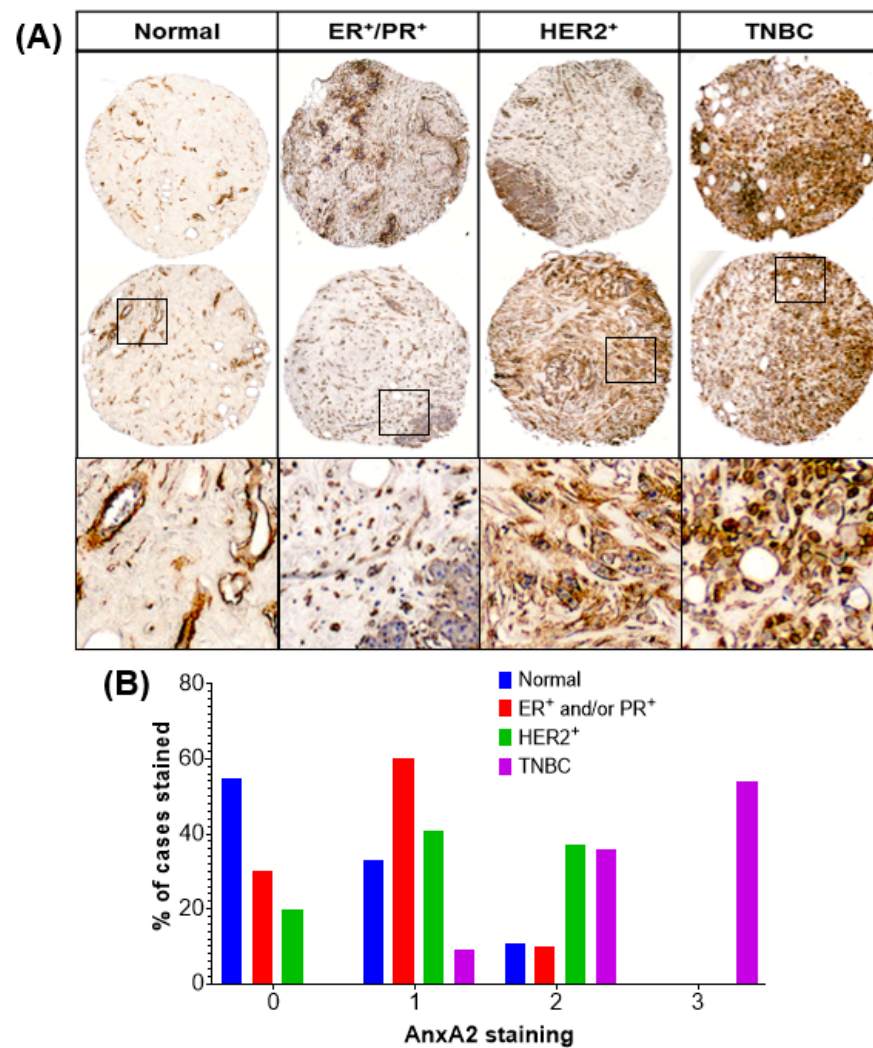 (A)
Normal ER⁺/PR⁺ HER2⁺ TNBC
(B)
80
60
40
20
0
% of cases stained
Normal
ER⁺ and/or PR⁺
HER2⁺
TNBC
0 1 2 3
AnxA2 staining